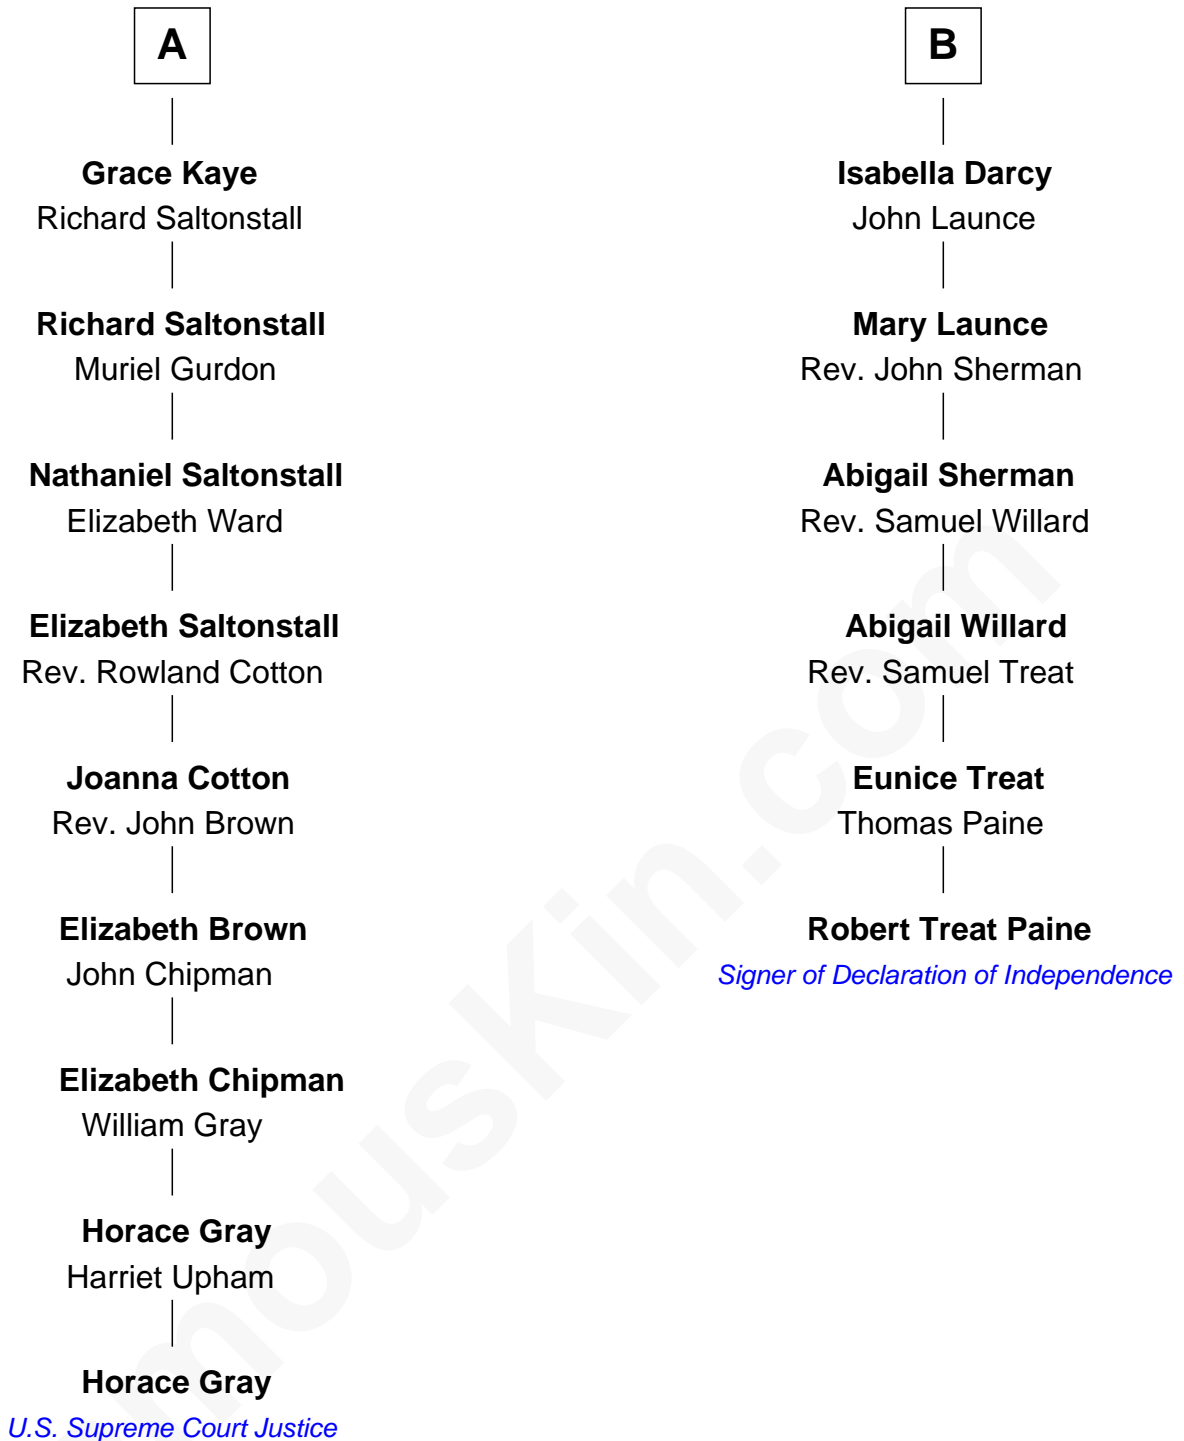 A
Grace Kaye
Richard Saltonstall
Richard Saltonstall
Muriel Gurdon
Nathaniel Saltonstall
Elizabeth Ward
Elizabeth Saltonstall
Rev. Rowland Cotton
Joanna Cotton
Rev. John Brown
Elizabeth Brown
John Chipman
Elizabeth Chipman
William Gray
Horace Gray
Harriet Upham
Horace Gray
U.S. Supreme Court Justice
B
Isabella Darcy
John Launce
Mary Launce
Rev. John Sherman
Abigail Sherman
Rev. Samuel Willard
Abigail Willard
Rev. Samuel Treat
Eunice Treat
Thomas Paine
Robert Treat Paine
Signer of Declaration of Independence
mousKin.com